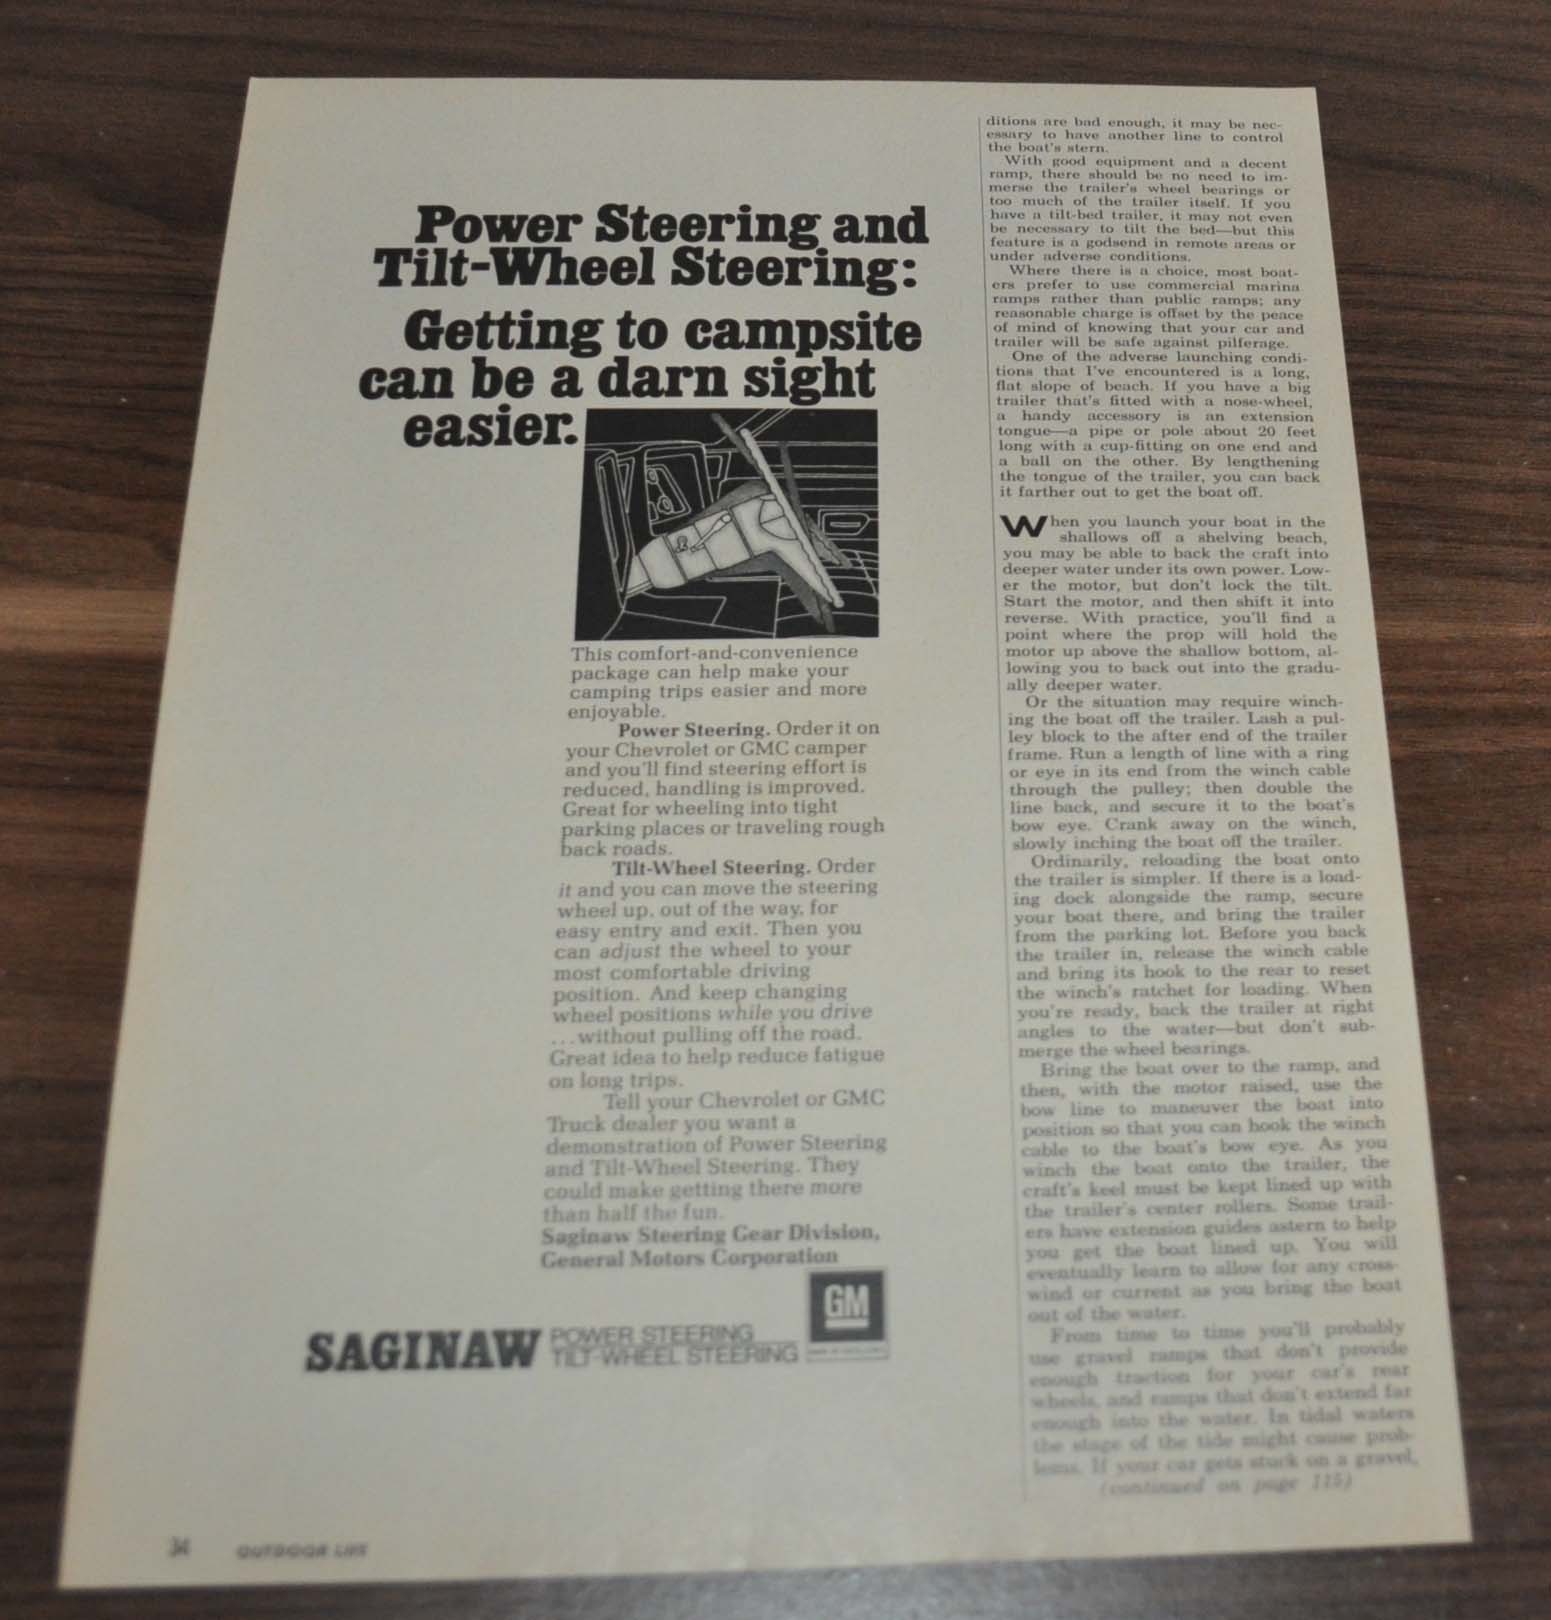 Power Steering and
Tilt-Wheel Steering:
Getting to campsite
can be a darn sight
easier.
This comfort-and-convenience
package can help make your
camping trips easier and more
enjoyable.
Power Steering. Order it on
your Chevrolet or GMC camper
and you'll find steering effort is
reduced, handling is improved.
Great for wheeling into tight
parking places or traveling rough
back roads.
Tilt-Wheel Steering. Order
it and you can move the steering
wheel up, out of the way, for
easy entry and exit. Then you
can adjust the wheel to your
most comfortable driving
position. And keep changing
wheel positions while you drive
...without pulling off the road.
Great idea to help reduce fatigue
on long trips.
Tell your Chevrolet or GMC
Truck dealer you want a
demonstration of Power Steering
and Tilt-Wheel Steering. They
could make getting there more
than half the fun.
Saginaw Steering Gear Division,
General Motors Corporation
SAGINAW
POWER STEERING
TILT-WHEEL STEERING
GM
34 OUTDOOR LIFE
ditions are bad enough, it may be nec-
essary to have another line to control
the boat's stern.
With good equipment and a decent
ramp, there should be no need to im-
merse the trailer's wheel bearings or
too much of the trailer itself. If you
have a tilt-bed trailer, it may not even
be necessary to tilt the bed—but this
feature is a godsend in remote areas or
under adverse conditions.
Where there is a choice, most boat-
ers prefer to use commercial marina
ramps rather than public ramps; any
reasonable charge is offset by the peace
of mind of knowing that your car and
trailer will be safe against pilferage.
One of the adverse launching condi-
tions that I've encountered is a long,
flat slope of beach. If you have a big
trailer that's fitted with a nose-wheel,
a handy accessory is an extension
tongue—a pipe or pole about 20 feet
long with a cup-fitting on one end and
a ball on the other. By lengthening
the tongue of the trailer, you can back
it farther out to get the boat off.
When you launch your boat in the
shallows off a shelving beach,
you may be able to back the craft into
deeper water under its own power. Low-
er the motor, but don't lock the tilt.
Start the motor, and then shift it into
reverse. With practice, you'll find a
point where the prop will hold the
motor up above the shallow bottom, al-
lowing you to back out into the gradu-
ally deeper water.
Or the situation may require winch-
ing the boat off the trailer. Lash a pul-
ley block to the after end of the trailer
frame. Run a length of line with a ring
or eye in its end from the winch cable
through the pulley; then double the
line back, and secure it to the boat's
bow eye. Crank away on the winch,
slowly inching the boat off the trailer.
Ordinarily, reloading the boat onto
the trailer is simpler. If there is a load-
ing dock alongside the ramp, secure
your boat there, and bring the trailer
from the parking lot. Before you back
the trailer in, release the winch cable
and bring its hook to the rear to reset
the winch's ratchet for loading. When
you're ready, back the trailer at right
angles to the water—but don't sub-
merge the wheel bearings.
Bring the boat over to the ramp, and
then, with the motor raised, use the
bow line to maneuver the boat into
position so that you can hook the winch
cable to the boat's bow eye. As you
winch the boat onto the trailer, the
craft's keel must be kept lined up with
the trailer's center rollers. Some trail-
ers have extension guides astern to help
you get the boat lined up. You will
eventually learn to allow for any cross-
wind or current as you bring the boat
out of the water.
From time to time you'll probably
use gravel ramps that don't provide
enough traction for your car's rear
wheels, and ramps that don't extend far
enough into the water. In tidal waters
the stage of the tide might cause prob-
lems. If your car gets stuck on a gravel,
(continued on page 115)